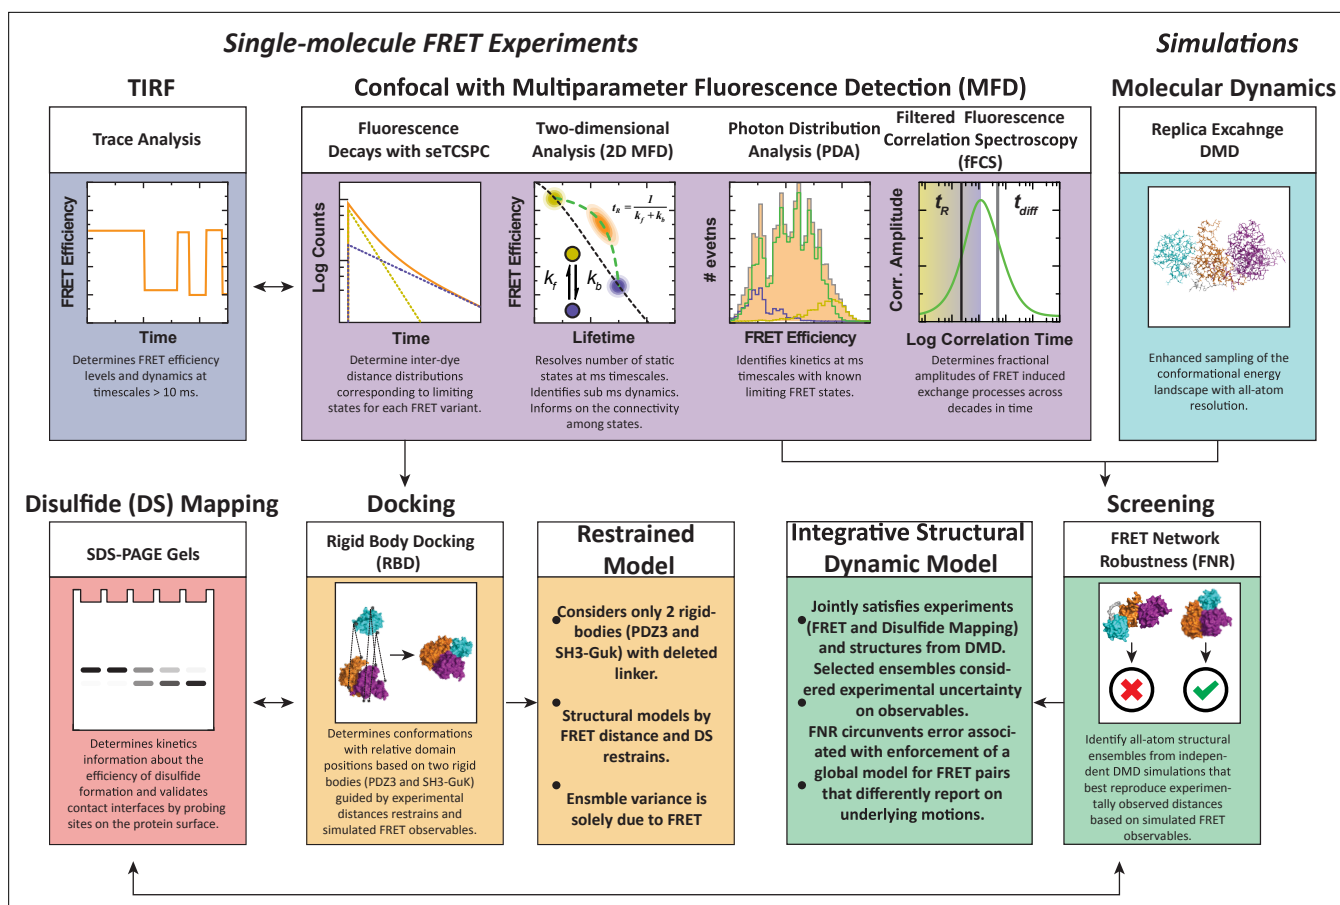 Single-molecule FRET Experiments
Simulations
TIRF
Confocal with Multiparameter Fluorescence Detection (MFD)
Molecular Dynamics
Trace Analysis
FRET Efficiency
Time
Determines FRET efficiency
levels and dynamics at
timescales > 10 ms.
Fluorescence
Decays with seTCSPC
Log Counts
Time
Determine inter-dye
distance distributions
corresponding to limiting
states for each FRET variant.
Two-dimensional
Analysis (2D MFD)
FRET Efficiency
t_R = 1 / (k_f + k_b)
k_f
k_b
Lifetime
Resolves number of static
states at ms timescales.
Identifies sub ms dynamics.
Informs on the connectivity
among states.
Photon Distribution
Analysis (PDA)
# evetns
FRET Efficiency
Identifies kinetics at ms
timescales with known
limiting FRET states.
Filtered Fluorescence
Correlation Spectroscopy
(fFCS)
Corr. Amplitude
t_R
t_diff
Log Correlation Time
Determines fractional
amplitudes of FRET induced
exchange processes across
decades in time
Replica Excahnge
DMD
Enhanced sampling of the
conformational energy
landscape with all-atom
resolution.
Disulfide (DS) Mapping
SDS-PAGE Gels
Determines kinetics
information about the
efficiency of disulfide
formation and validates
contact interfaces by probing
sites on the protein surface.
Docking
Rigid Body Docking
(RBD)
Determines conformations
with relative domain
positions based on two rigid
bodies (PDZ3 and SH3-GuK)
guided by experimental
distances restrains and
simulated FRET observables.
Restrained
Model
• Considers only 2 rigid-
bodies (PDZ3 and
SH3-Guk) with deleted
linker.
• Structural models by
FRET distance and DS
restrains.
• Ensmble variance is
solely due to FRET
Integrative Structural
Dynamic Model
• Jointly satisfies experiments
(FRET and Disulfide Mapping)
and structures from DMD.
• Selected ensembles consid-
ered experimental uncertainty
on observables.
• FNR circunvents error associ-
ated with enforcement of a
global model for FRET pairs
that differently report on
underlying motions.
Screening
FRET Network
Robustness (FNR)
Identify all-atom structural
ensembles from indepen-
dent DMD simulations that
best reproduce experimen-
tally observed distances
based on simulated FRET
observables.